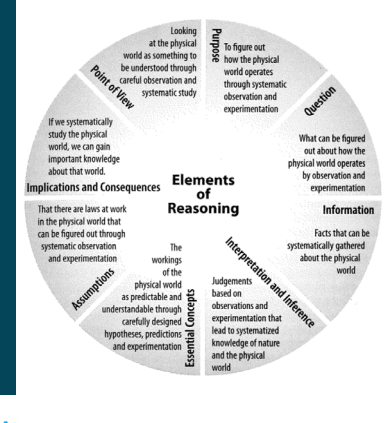 Elements
of
Reasoning
Purpose
To figure out
how the physical
world operates
through systematic
observation and
experimentation
Question
What can be figured
out about how the
physical world operates
by observation and
experimentation
Information
Facts that can be
systematically gathered
about the physical
world
Interpretation and Inference
Judgements
based on
observations and
experimentation that
lead to systematized
knowledge of nature
and the physical
world
Essential Concepts
The
workings
of the
physical world
as predictable and
understandable through
carefully designed
hypotheses, predictions
and experimentation
Assumptions
That there are laws at work
in the physical world that
can be figured out through
systematic observation
and experimentation
Implications and Consequences
If we systematically
study the physical
world, we can gain
important knowledge
about that world.
Point of View
Looking
at the physical
world as something to
be understood through
careful observation and
systematic study